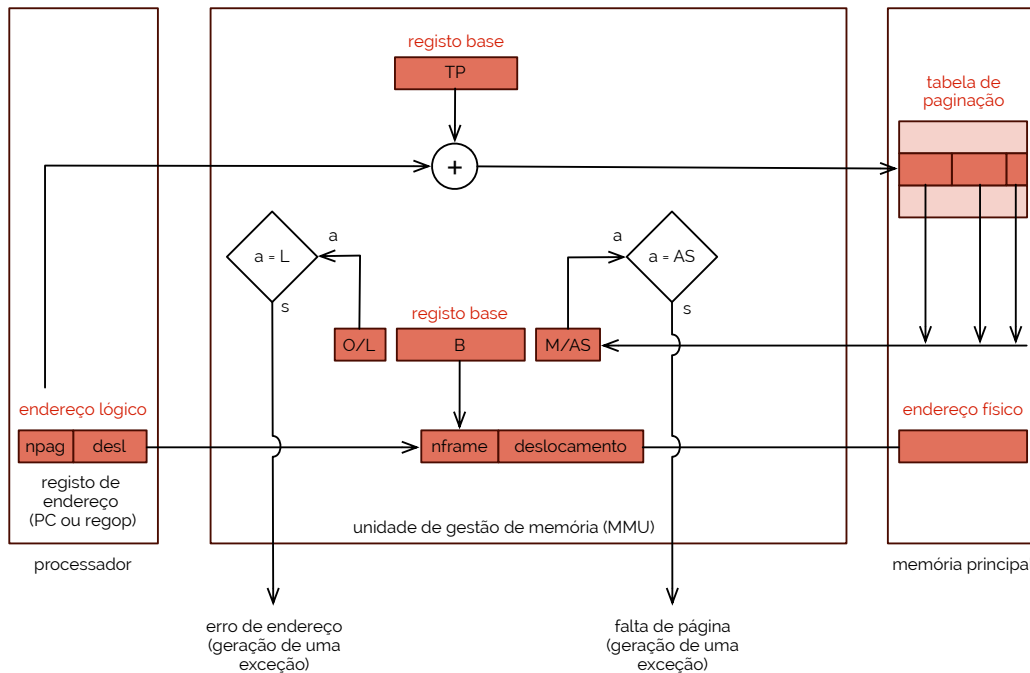 registo base
TP
tabela de
paginação
+
a
a = L
s
a
a = AS
s
registo base
O/L
B
M/AS
endereço lógico
npag
desl
nframe
deslocamento
endereço físico
registo de
endereço
(PC ou regop)
unidade de gestão de memória (MMU)
processador
memória principa
erro de endereço
(geração de uma
exceção)
falta de página
(geração de uma
exceção)